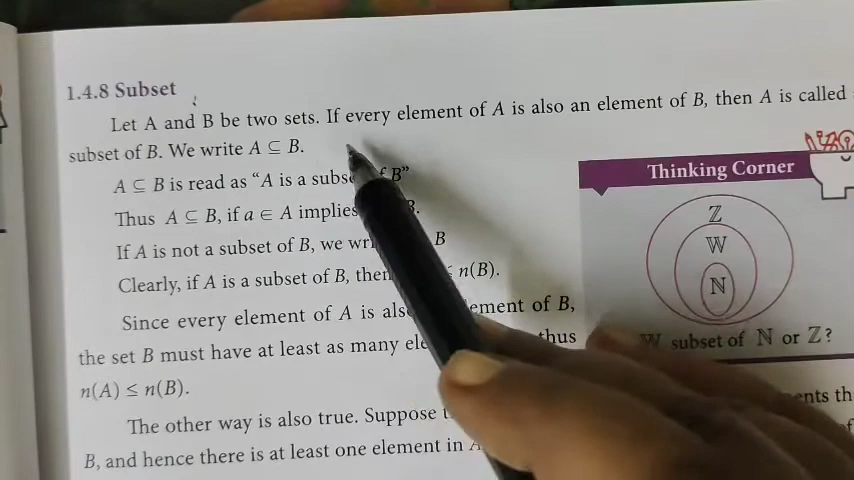 1.4.8 Subset
Let A and B be two sets. If every element of A is also an element of B, then A is called
subset of B. We write A ⊆ B.
A ⊆ B is read as “A is a subs B”
Thus A ⊆ B, if a ∈ A implies B.
If A is not a subset of B, we B
Clearly, if A is a subset of B, then n(B).
Since every element of A is element of B,
the set B must have at least as many thus
n(A) ≤ n(B).
The other way is also true. Suppose
B, and hence there is at least one element in A
Thinking Corner
ℤ
𝕎
ℕ
𝕎 subset of ℕ or ℤ?